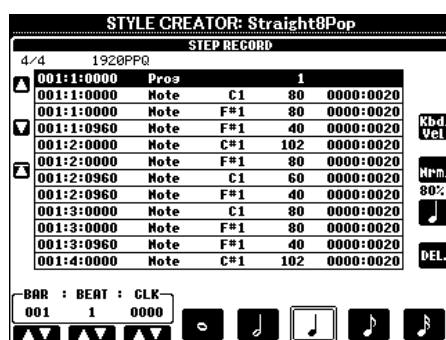 STYLE CREATOR: Straight8Pop
STEP RECORD
4/4 1920PPQ
001:1:0000 Prog 1
001:1:0000 Note C1 80 0000:0020
001:1:0000 Note F#1 80 0000:0020
001:1:0960 Note F#1 40 0000:0020
001:2:0000 Note C#1 102 0000:0020
001:2:0000 Note F#1 80 0000:0020
001:2:0960 Note C1 60 0000:0020
001:2:0960 Note F#1 40 0000:0020
001:3:0000 Note C1 80 0000:0020
001:3:0000 Note F#1 80 0000:0020
001:3:0960 Note F#1 40 0000:0020
001:4:0000 Note C#1 102 0000:0020
Kbd.
Vel
Nrm.
80%
DEL.
BAR : BEAT : CLK
001 1 0000